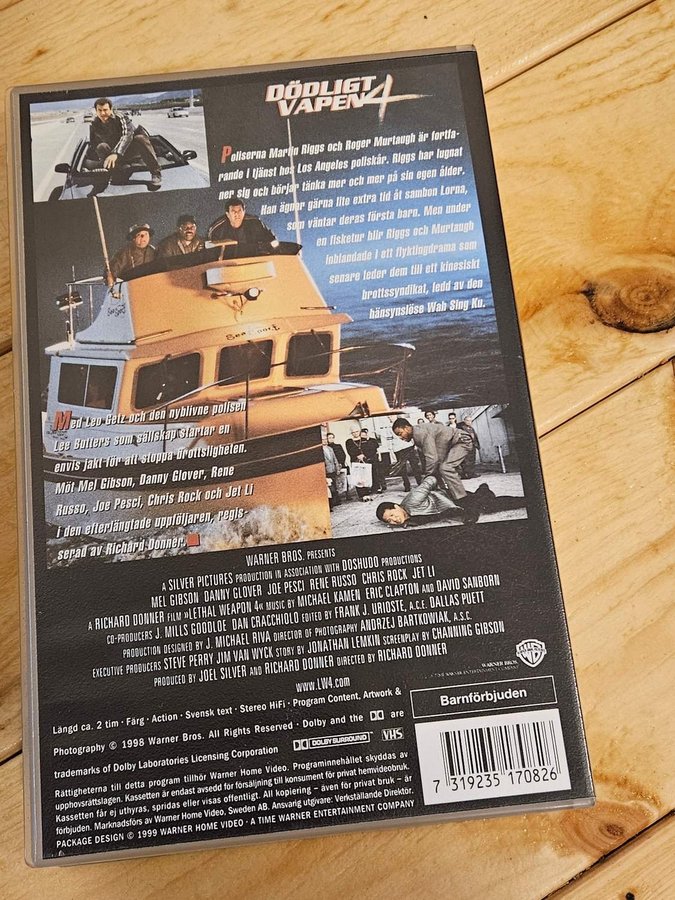 DÖDLIGT
VAPEN 4
Poliserna Martin Riggs och Roger Murtaugh är fortfa-
rande i tjänst hos Los Angeles poliskår. Riggs har lugnat
ner sig och börjar tänka mer och mer på sin egen ålder.
Han ägnar gärna lite extra tid åt sambon Lorna,
som väntar deras första barn. Men under
en fisketur blir Riggs och Murtaugh
inblandade i ett flyktingdrama som
senare leder dem till ett kinesiskt
brottssyndikat, ledd av den
hänsynslöse Wah Sing Ku.
Med Leo Getz och den nyblivne polisen
Lee Butters som sällskap startar en
envis jakt för att stoppa brottsligheten.
Möt Mel Gibson, Danny Glover, Rene
Russo, Joe Pesci, Chris Rock och Jet Li
i den efterlängtade uppföljaren, regis-
serad av Richard Donner.
WARNER BROS. PRESENTS
A SILVER PICTURES PRODUCTION IN ASSOCIATION WITH DOSHUDO PRODUCTIONS
MEL GIBSON DANNY GLOVER JOE PESCI RENE RUSSO CHRIS ROCK JET LI
A RICHARD DONNER FILM »LETHAL WEAPON 4« MUSIC BY MICHAEL KAMEN ERIC CLAPTON AND DAVID SANBORN
CO-PRODUCERS J. MILLS GOODLOE DAN CRACCHIOLO EDITED BY FRANK J. URIOSTE, A.C.E. DALLAS PUETT
PRODUCTION DESIGNED BY J. MICHAEL RIVA DIRECTOR OF PHOTOGRAPHY ANDRZEJ BARTKOWIAK, A.S.C.
EXECUTIVE PRODUCERS STEVE PERRY JIM VAN WYCK STORY BY JONATHAN LEMKIN SCREENPLAY BY CHANNING GIBSON
PRODUCED BY JOEL SILVER AND RICHARD DONNER DIRECTED BY RICHARD DONNER
WARNER BROS.
A TIME WARNER ENTERTAINMENT COMPANY
www.LW4.com
Barnförbjuden
Längd ca. 2 tim · Färg · Action · Svensk text · Stereo HiFi · Program Content, Artwork &
Photography © 1998 Warner Bros. All Rights Reserved · Dolby and the DD are
trademarks of Dolby Laboratories Licensing Corporation
DOLBY SURROUND
VHS
Rättigheterna till detta program tillhör Warner Home Video. Programinnehållet skyddas av
upphovsrättslagen. Kassetten är endast avsedd för försäljning till konsument för privat hemvideobruk.
Kassetten får ej uthyras, spridas eller visas offentligt. All kopiering – även för privat bruk – är
förbjuden. Marknadsförs av Warner Home Video, Sweden AB. Ansvarig utgivare: Verkställande Direktör.
PACKAGE DESIGN © 1999 WARNER HOME VIDEO · A TIME WARNER ENTERTAINMENT COMPANY
7 319235 170826